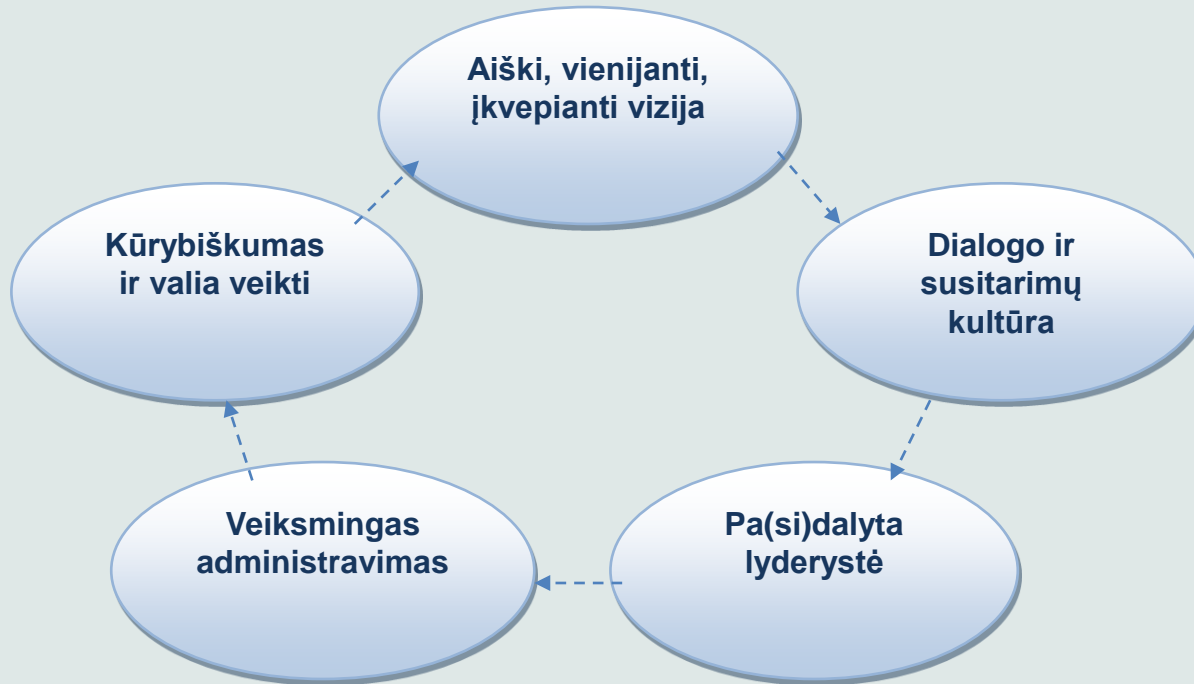 Aiški, vienijanti,
įkvepianti vizija
Dialogo ir
susitarimų
kultūra
Pa(si)dalyta
lyderystė
Veiksmingas
administravimas
Kūrybiškumas
ir valia veikti